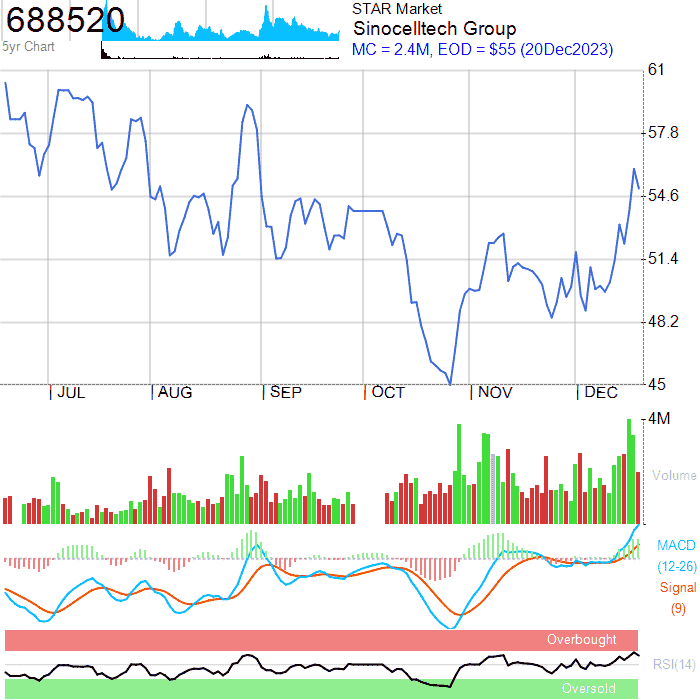 688520
5yr Chart
STAR Market
Sinocelltech Group
MC = 2.4M, EOD = $55 (20Dec2023)
61
57.8
54.6
51.4
48.2
45
JUL AUG SEP OCT NOV DEC
4M
Volume
MACD
(12-26)
Signal
(9)
Overbought
RSI(14)
Oversold